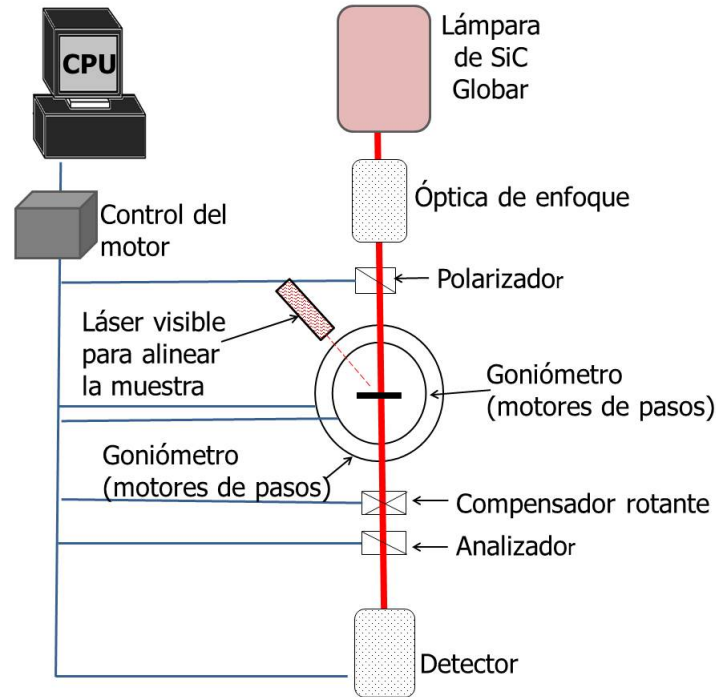 CPU
Lámpara
de SiC
Globar
Óptica de enfoque
Control del
motor
Polarizador
Láser visible
para alinear
la muestra
Goniómetro
(motores de pasos)
Goniómetro
(motores de pasos)
Compensador rotante
Analizador
Detector